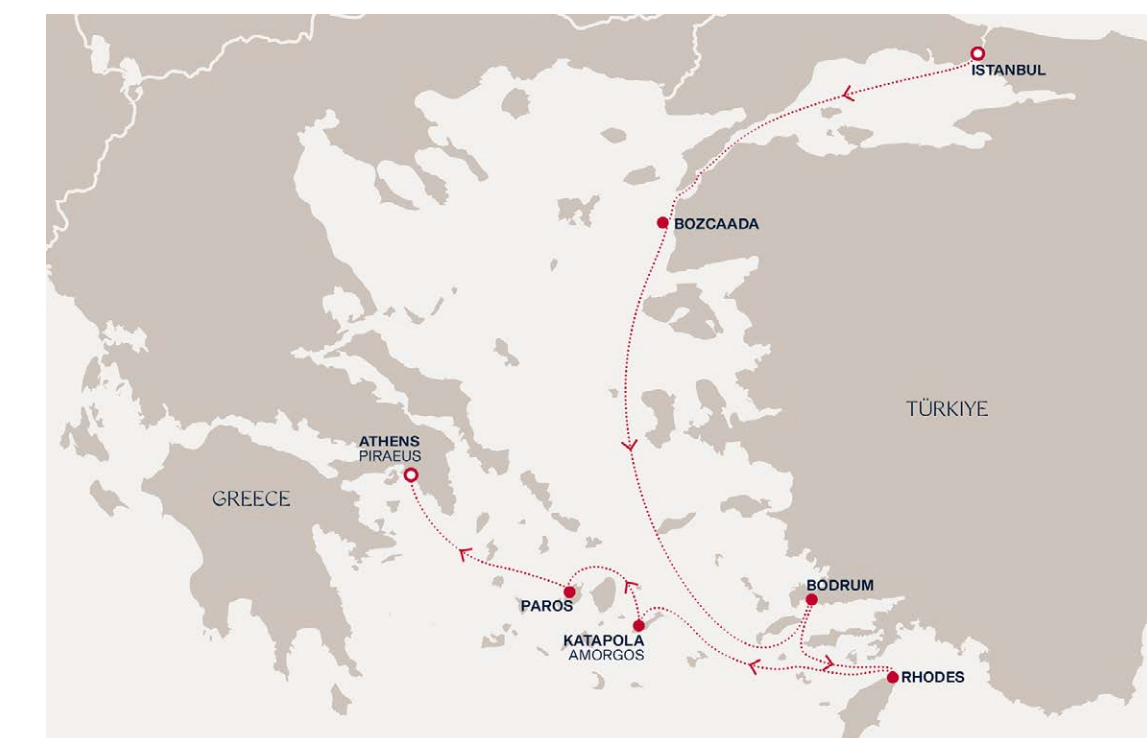 ISTANBUL
BOZCAADA
TÜRKIYE
ATHENS
PIRAEUS
GREECE
BODRUM
PAROS
KATAPOLA
AMORGOS
RHODES